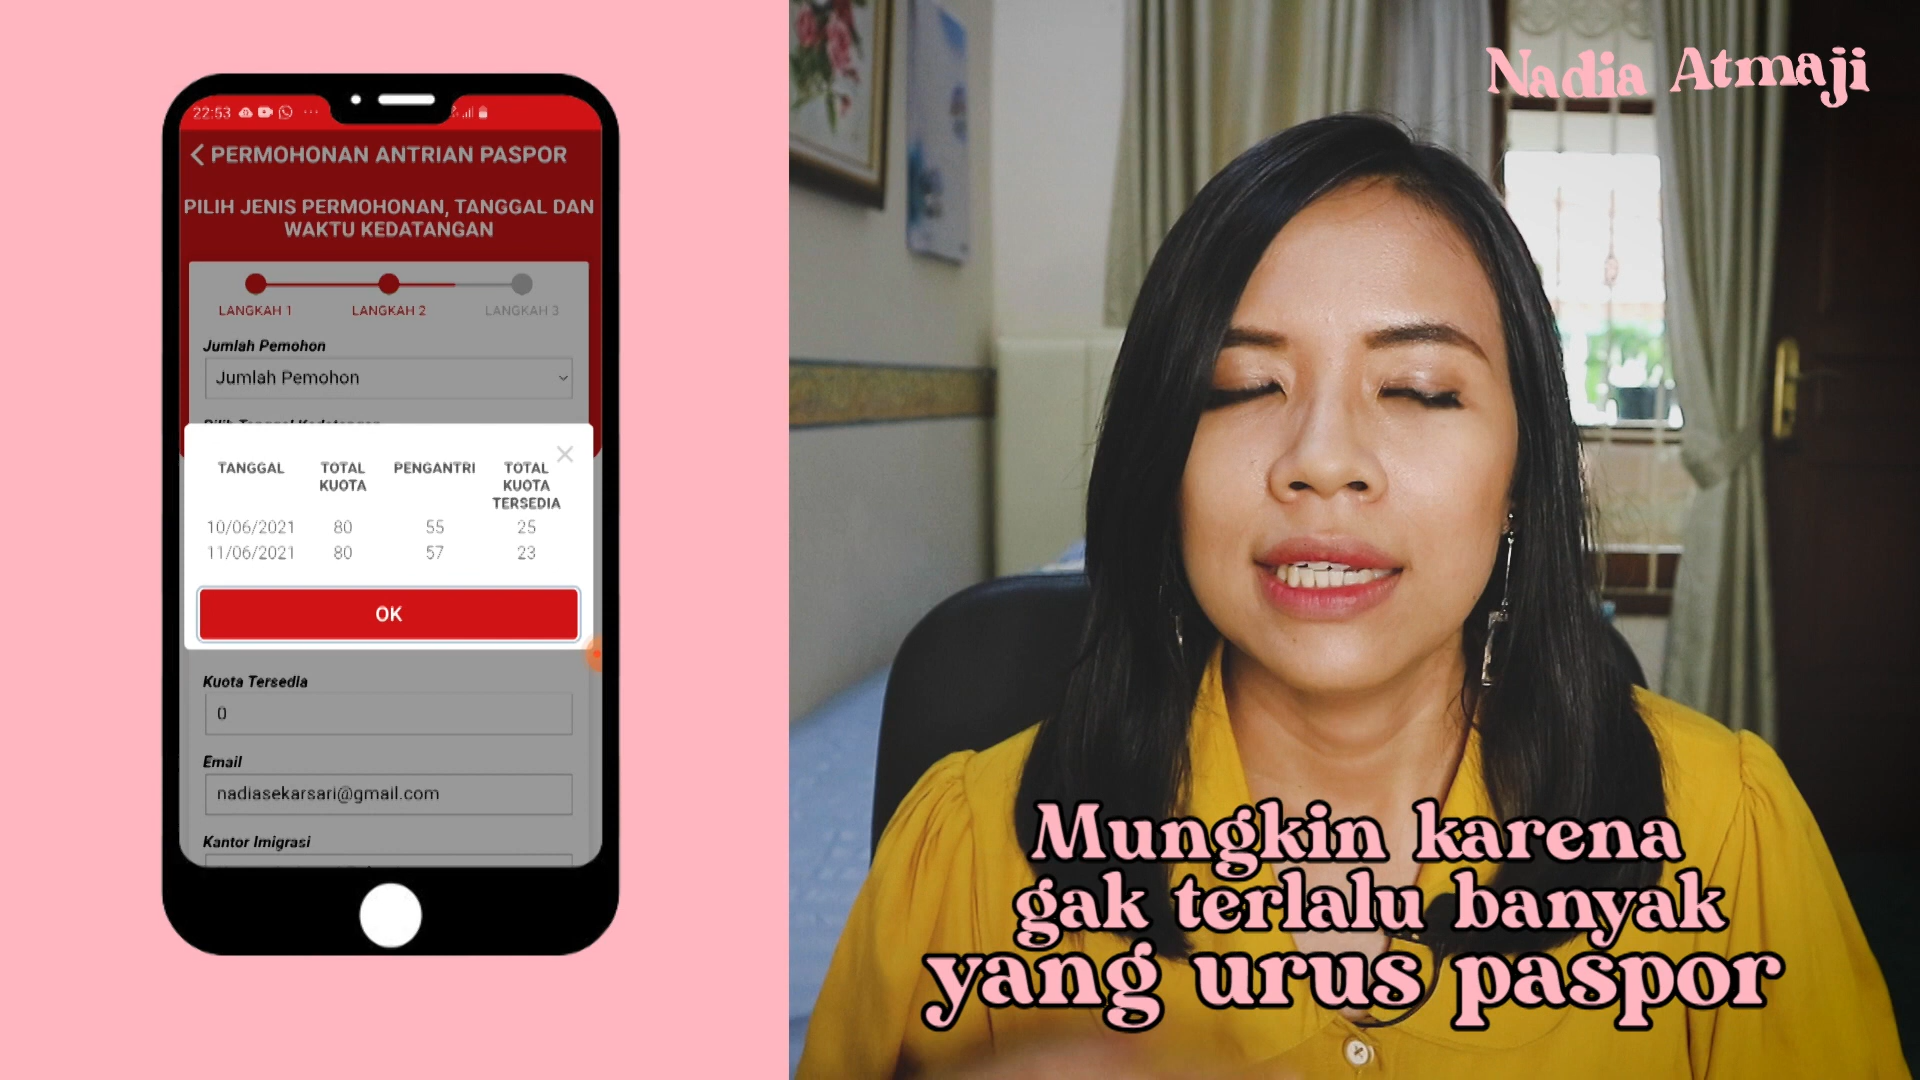 22:53
PERMOHONAN ANTRIAN PASPOR
PILIH JENIS PERMOHONAN, TANGGAL DAN
WAKTU KEDATANGAN
LANGKAH 1 LANGKAH 2 LANGKAH 3
Jumlah Pemohon
Jumlah Pemohon
TANGGAL TOTAL KUOTA PENGANTRI TOTAL KUOTA TERSEDIA
10/06/2021 80 55 25
11/06/2021 80 57 23
OK
Kuota Tersedia
0
Email
nadiasekarsari@gmail.com
Kantor Imigrasi
Nadia Atmaji
Mungkin karena
gak terlalu banyak
yang urus paspor